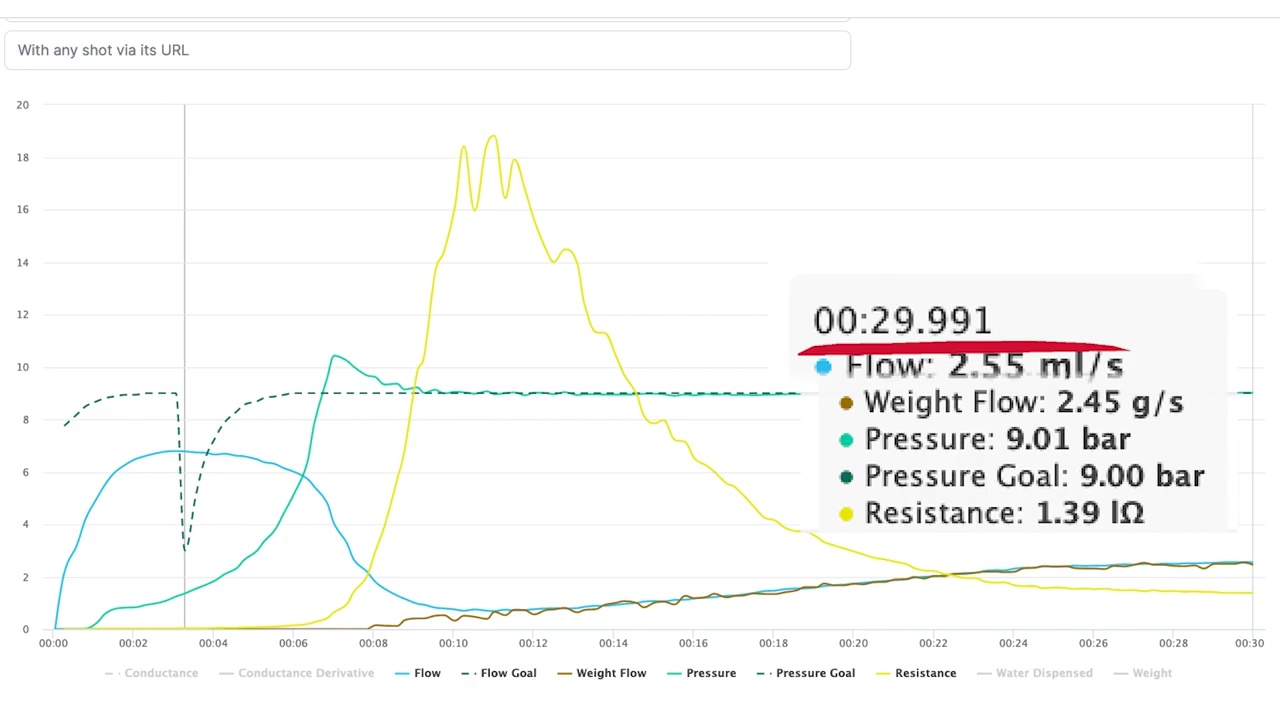 With any shot via its URL
20
18
16
14
12
10
8
6
4
2
0
00:29.991
Flow: 2.55 ml/s
Weight Flow: 2.45 g/s
Pressure: 9.01 bar
Pressure Goal: 9.00 bar
Resistance: 1.39 lΩ
00:00 00:02 00:04 00:06 00:08 00:10 00:12 00:14 00:16 00:18 00:20 00:22 00:24 00:26 00:28 00:30
Conductance Conductance Derivative Flow Flow Goal Weight Flow Pressure Pressure Goal Resistance Water Dispensed Weight